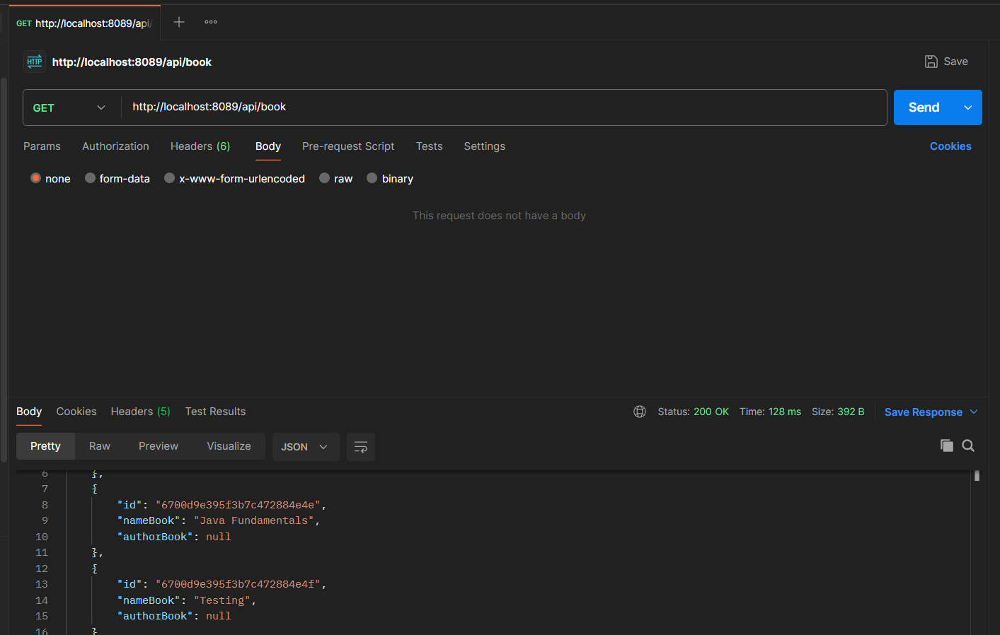 GET http://localhost:8089/api/
HTTP http://localhost:8089/api/book
Save
GET http://localhost:8089/api/book
Send
Params Authorization Headers (6) Body Pre-request Script Tests Settings Cookies
none form-data x-www-form-urlencoded raw binary
This request does not have a body
Body Cookies Headers (5) Test Results Status: 200 OK Time: 128 ms Size: 392 B Save Response
Pretty Raw Preview Visualize JSON
6 },
7 {
8 "id": "6700d9e395f3b7c472884e4e",
9 "nameBook": "Java Fundamentals",
10 "authorBook": null
11 },
12 {
13 "id": "6700d9e395f3b7c472884e4f",
14 "nameBook": "Testing",
15 "authorBook": null
16 }